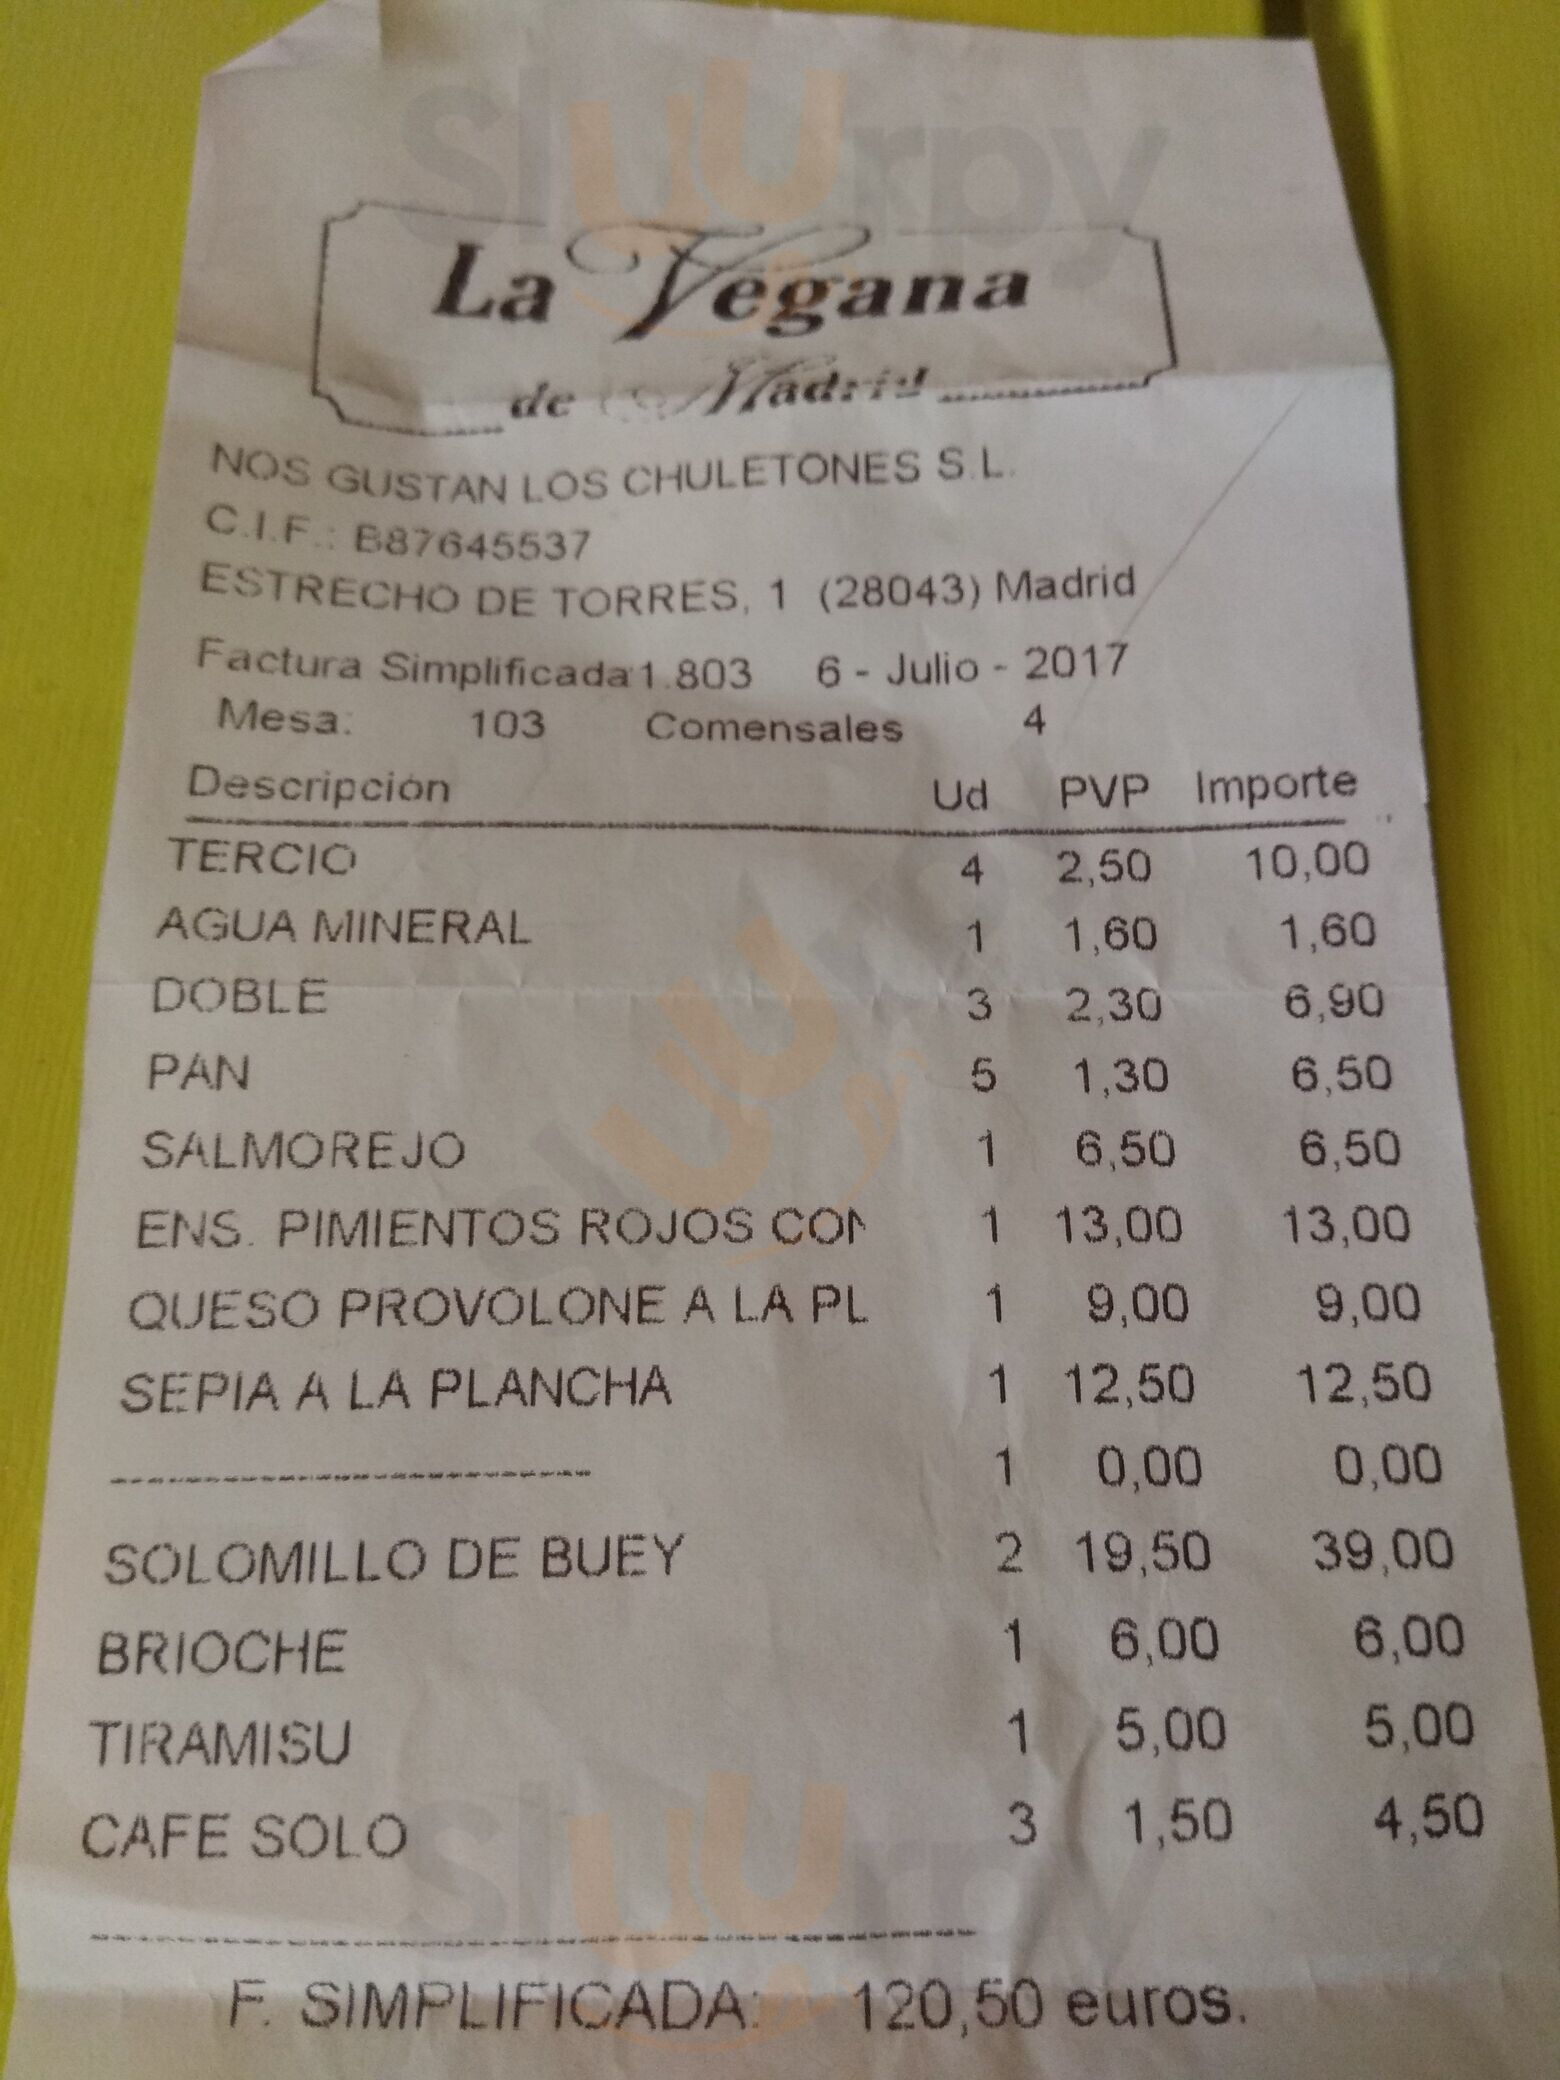 Sluurpy
La Vegana
de Madrid
NOS GUSTAN LOS CHULETONES S.L.
C.I.F.: B87645537
ESTRECHO DE TORRES, 1 (28043) Madrid
Factura Simplificada 1.803 6 - Julio - 2017
Mesa: 103 Comensales 4
Descripción Ud PVP Importe
TERCIO 4 2,50 10,00
AGUA MINERAL 1 1,60 1,60
DOBLE 3 2,30 6,90
PAN 5 1,30 6,50
SALMOREJO 1 6,50 6,50
ENS. PIMIENTOS ROJOS CON 1 13,00 13,00
QUESO PROVOLONE A LA PL 1 9,00 9,00
SEPIA A LA PLANCHA 1 12,50 12,50
------------------------------ 1 0,00 0,00
SOLOMILLO DE BUEY 2 19,50 39,00
BRIOCHE 1 6,00 6,00
TIRAMISU 1 5,00 5,00
CAFE SOLO 3 1,50 4,50
F. SIMPLIFICADA: 120,50 euros.